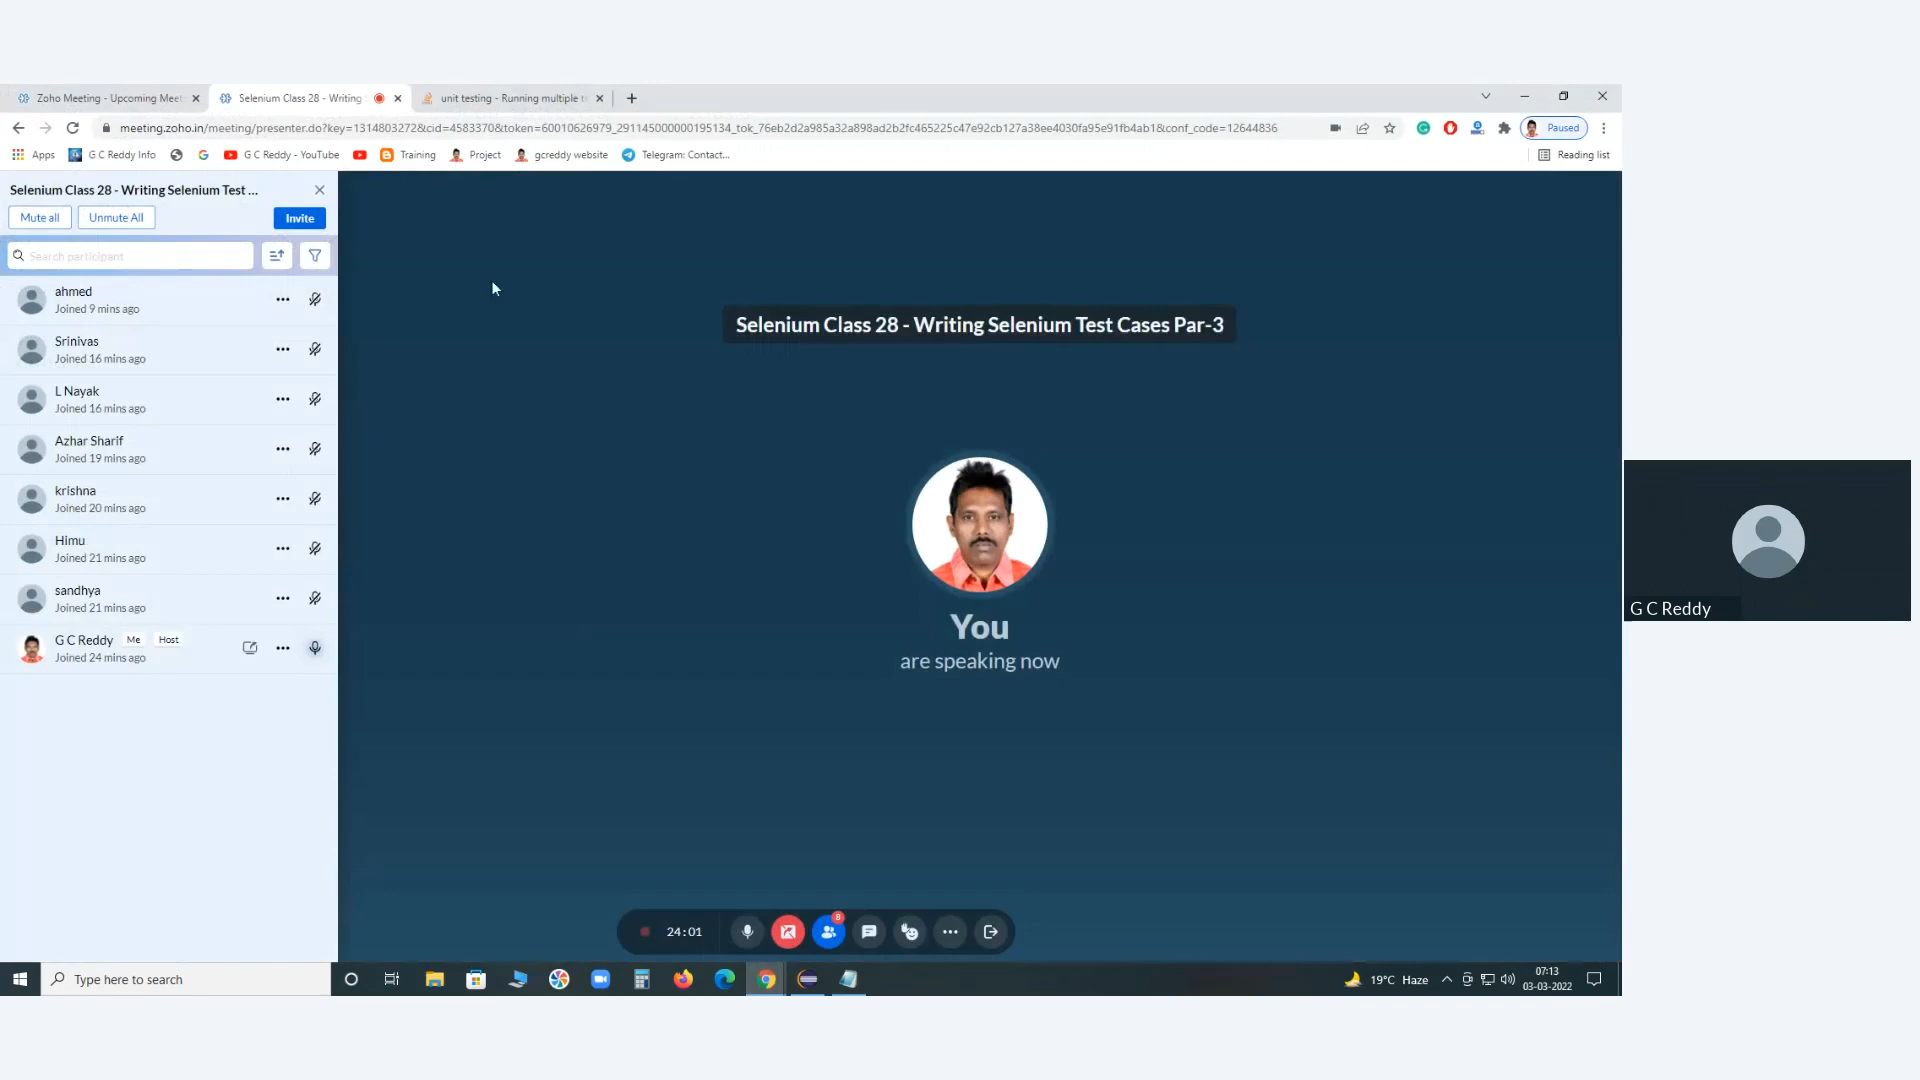 Zoho Meeting - Upcoming Meet
Selenium Class 28 - Writing
unit testing - Running multiple t
meeting.zoho.in/meeting/presenter.do?key=1314803272&cid=4583370&token=60010626979_291145000000195134_tok_76eb2d2a985a32a898ad2b2fc465225c47e92cb127a38ee4030fa95e91fb4ab1&conf_code=12644836
Paused
Apps
G C Reddy Info
G C Reddy - YouTube
Training
Project
gcreddy website
Telegram: Contact...
Reading list
Selenium Class 28 - Writing Selenium Test ...
Mute all
Unmute All
Invite
Search participant
ahmed
Joined 9 mins ago
Srinivas
Joined 16 mins ago
L Nayak
Joined 16 mins ago
Azhar Sharif
Joined 19 mins ago
krishna
Joined 20 mins ago
Himu
Joined 21 mins ago
sandhya
Joined 21 mins ago
G C Reddy Me Host
Joined 24 mins ago
Selenium Class 28 - Writing Selenium Test Cases Par-3
You
are speaking now
G C Reddy
24:01
8
Type here to search
19°C Haze
07:13
03-03-2022